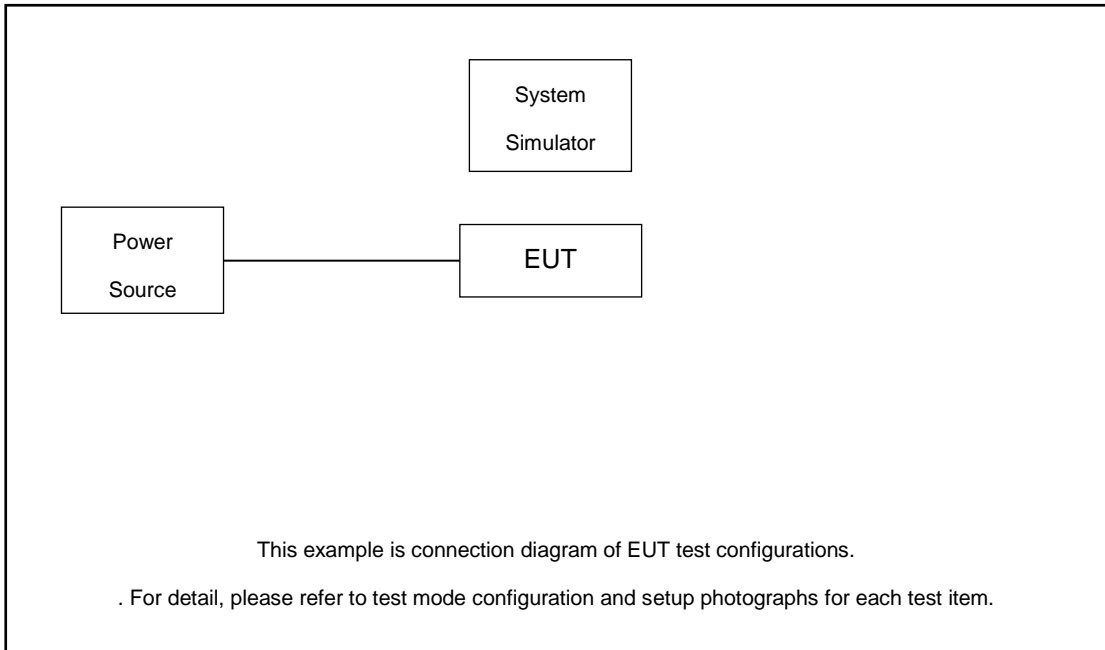 System
Simulator
Power
Source
EUT
This example is connection diagram of EUT test configurations.
. For detail, please refer to test mode configuration and setup photographs for each test item.